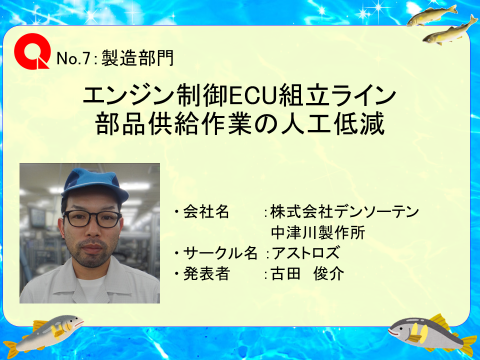 No.7：製造部門
エンジン制御ECU組立ライン
部品供給作業の人工低減
・会社名　　：株式会社デンソーテン
中津川製作所
・サークル名 ：アストロズ
・発表者　　：古田　俊介